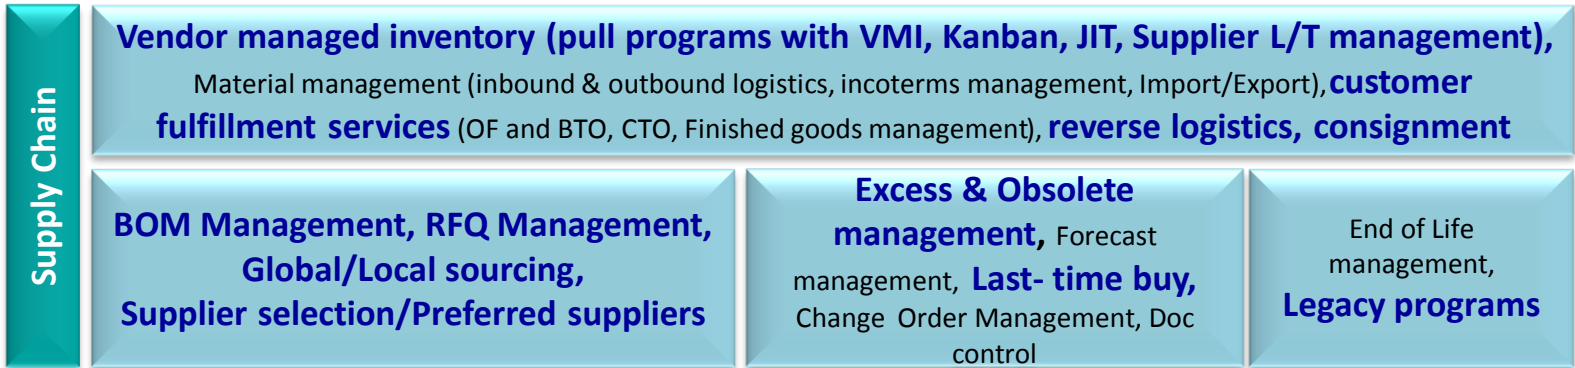 Supply Chain
Vendor managed inventory (pull programs with VMI, Kanban, JIT, Supplier L/T management),
Material management (inbound & outbound logistics, incoterms management, Import/Export), customer
fulfillment services (OF and BTO, CTO, Finished goods management), reverse logistics, consignment
BOM Management, RFQ Management,
Global/Local sourcing,
Supplier selection/Preferred suppliers
Excess & Obsolete
management, Forecast
management, Last- time buy,
Change Order Management, Doc
control
End of Life
management,
Legacy programs